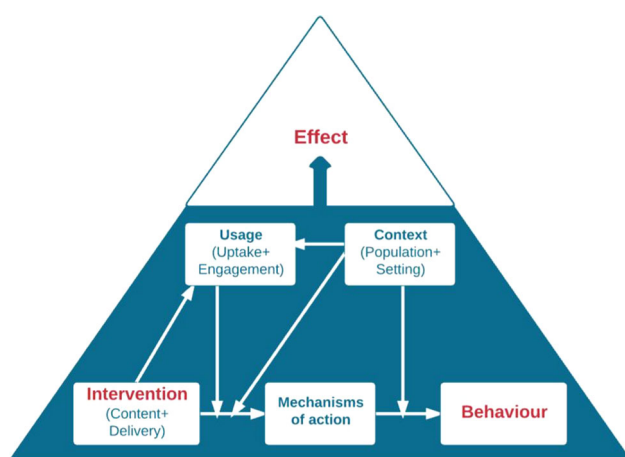 Effect
Usage
(Uptake+
Engagement)
Context
(Population+
Setting)
Intervention
(Content+
Delivery)
Mechanisms
of action
Behaviour